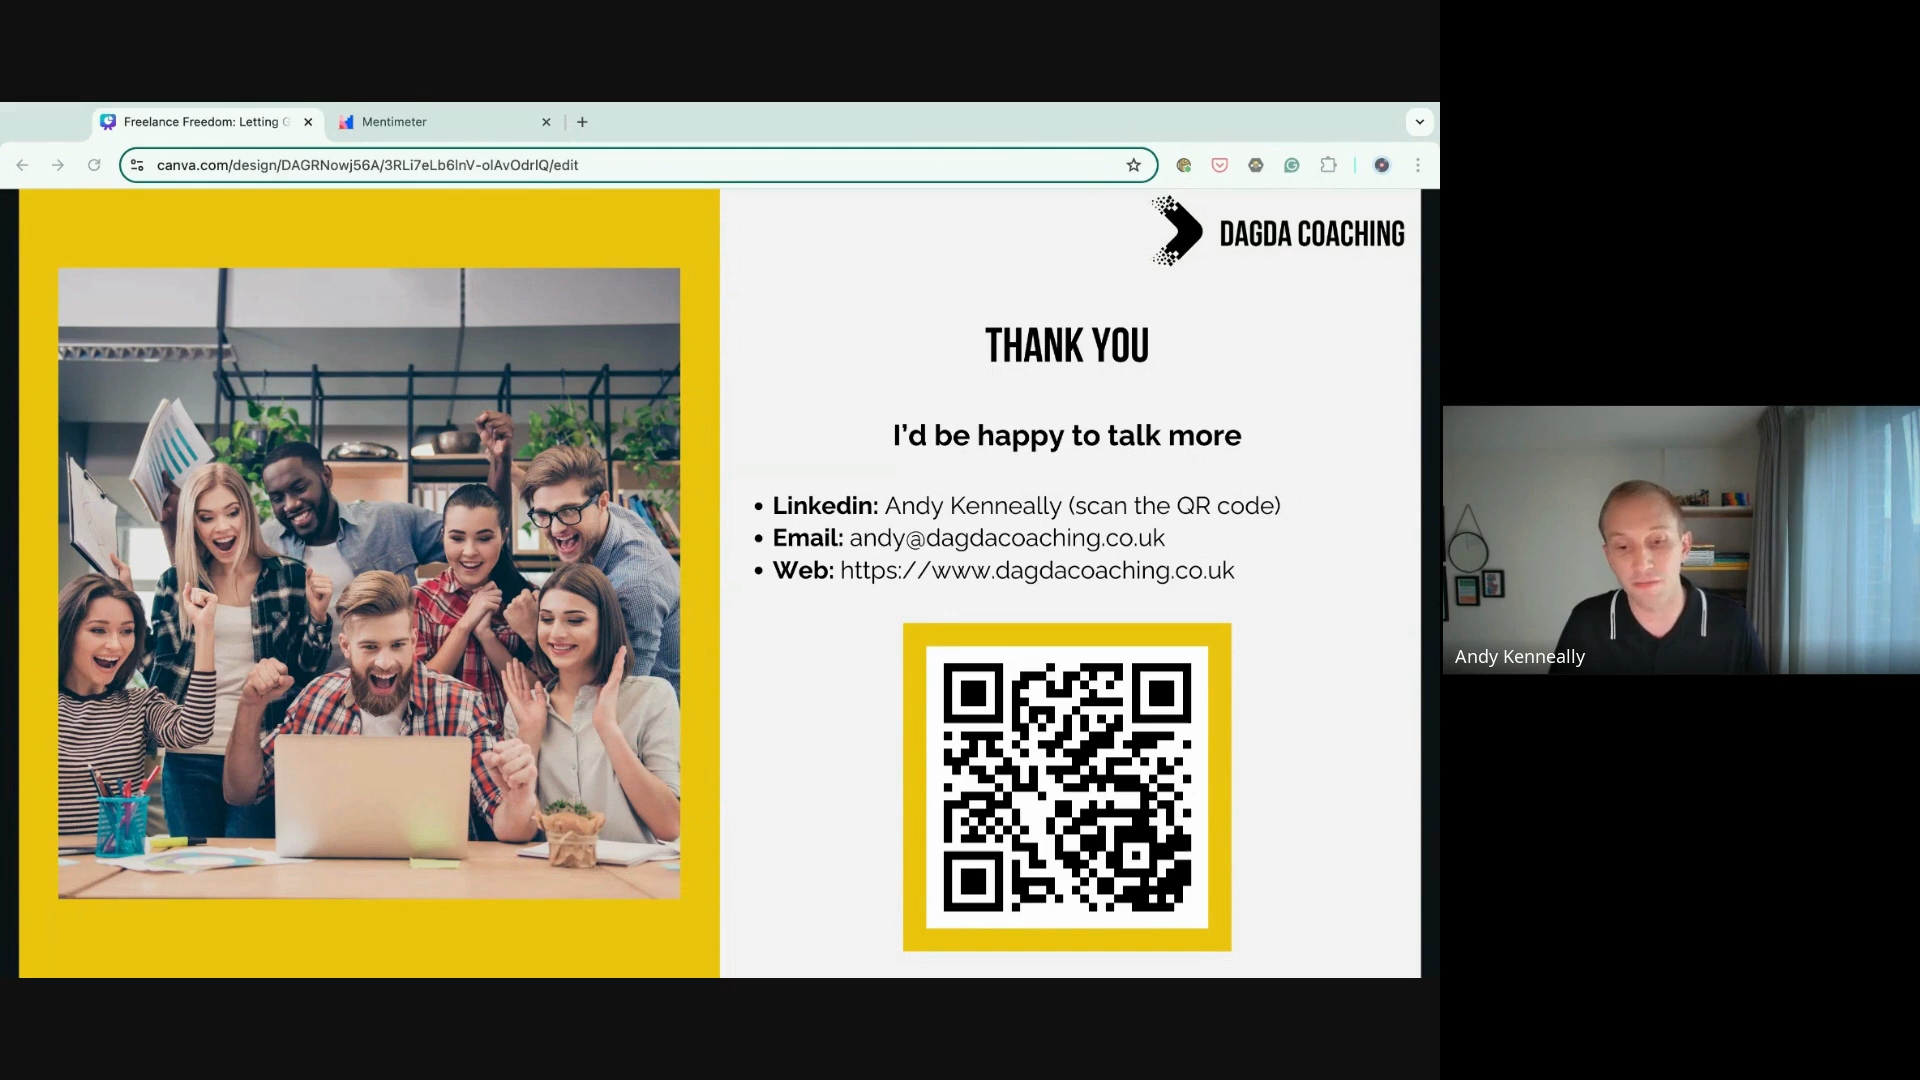 Freelance Freedom: Letting G
Mentimeter
canva.com/design/DAGRNowj56A/3RLi7eLb6lnV-olAvOdrlQ/edit
DAGDA COACHING
THANK YOU
I'd be happy to talk more
• Linkedin: Andy Kenneally (scan the QR code)
• Email: andy@dagdacoaching.co.uk
• Web: https://www.dagdacoaching.co.uk
Andy Kenneally